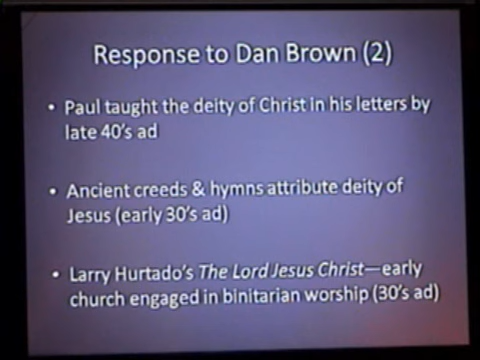 Response to Dan Brown (2)
• Paul taught the deity of Christ in his letters by
late 40's ad
• Ancient creeds & hymns attribute deity of
Jesus (early 30's ad)
• Larry Hurtado's The Lord Jesus Christ—early
church engaged in binitarian worship (30's ad)